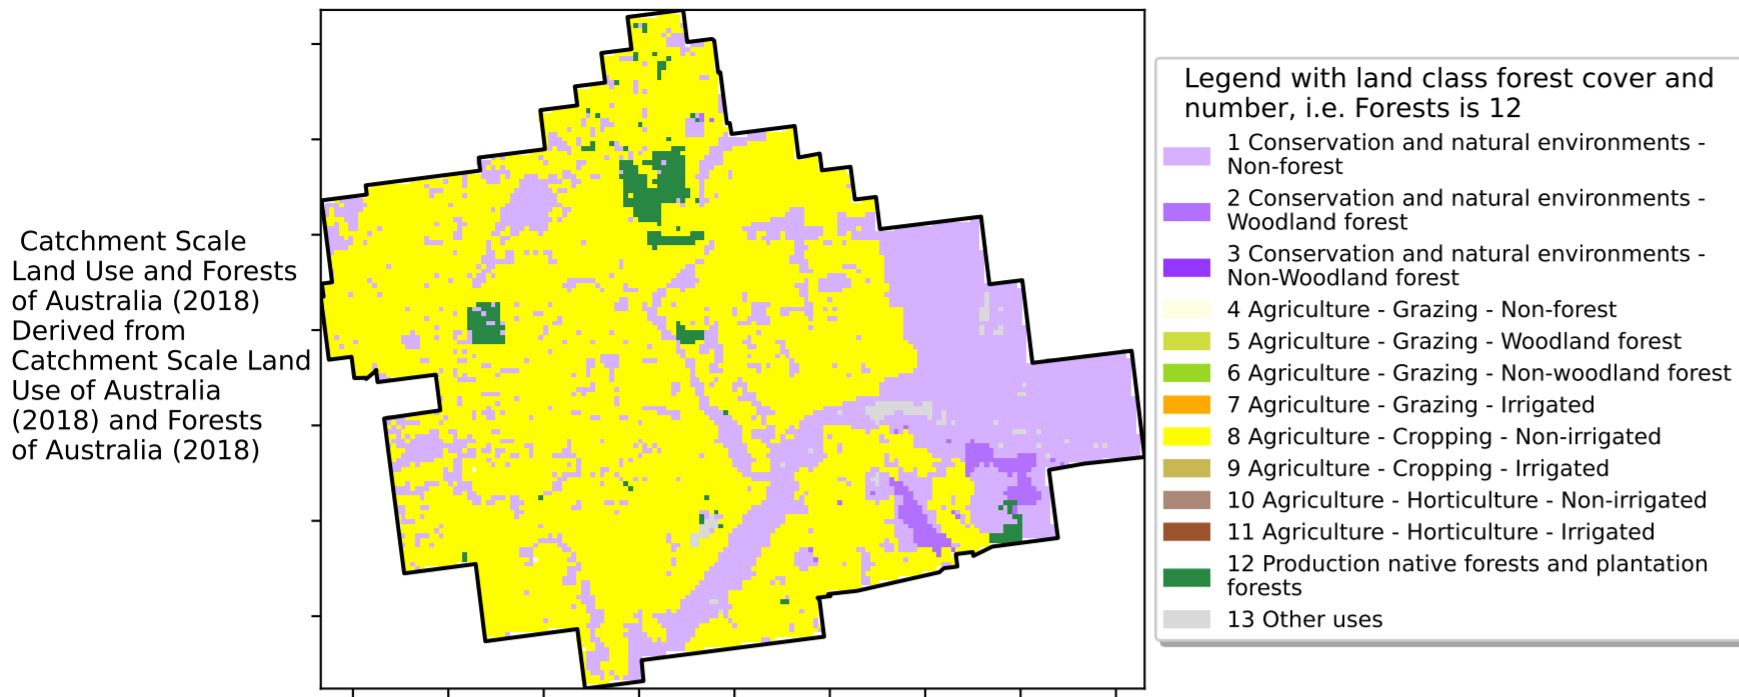 Catchment Scale
Land Use and Forests
of Australia (2018)
Derived from
Catchment Scale Land
Use of Australia
(2018) and Forests
of Australia (2018)
Legend with land class forest cover and
number, i.e. Forests is 12
1 Conservation and natural environments -
Non-forest
2 Conservation and natural environments -
Woodland forest
3 Conservation and natural environments -
Non-Woodland forest
4 Agriculture - Grazing - Non-forest
5 Agriculture - Grazing - Woodland forest
6 Agriculture - Grazing - Non-woodland forest
7 Agriculture - Grazing - Irrigated
8 Agriculture - Cropping - Non-irrigated
9 Agriculture - Cropping - Irrigated
10 Agriculture - Horticulture - Non-irrigated
11 Agriculture - Horticulture - Irrigated
12 Production native forests and plantation
forests
13 Other uses